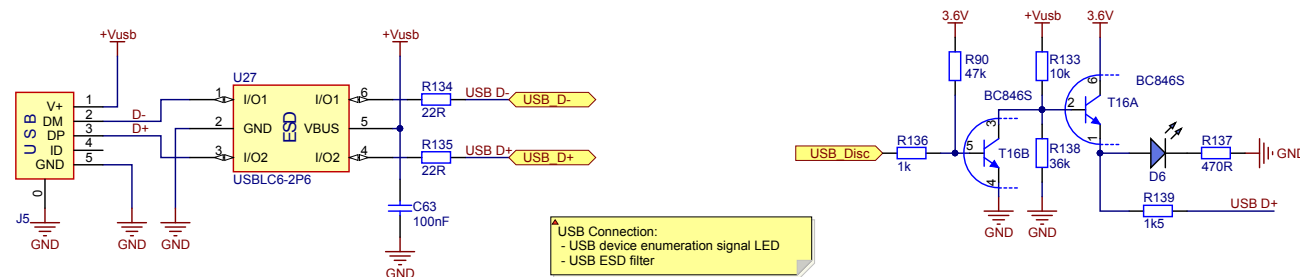 +Vusb
U S B
V+
DM
DP
ID
GND
1
2
3
4
5
0
J5
GND
GND
GND
D-
D+
U27
1
2
3
I/O1
GND
I/O2
ESD
I/O1
VBUS
I/O2
6
5
4
USBLC6-2P6
+Vusb
R134
22R
USB D-
USB_D-
R135
22R
USB D+
USB_D+
C63
100nF
GND
USB Connection:
- USB device enumeration signal LED
- USB ESD filter
3.6V
R90
47k
+Vusb
R133
10k
3.6V
BC846S
BC846S
6
2
T16A
1
USB_Disc
R136
1k
5
3
4
T16B
R138
36k
GND
GND
D6
R137
470R
GND
R139
1k5
USB D+